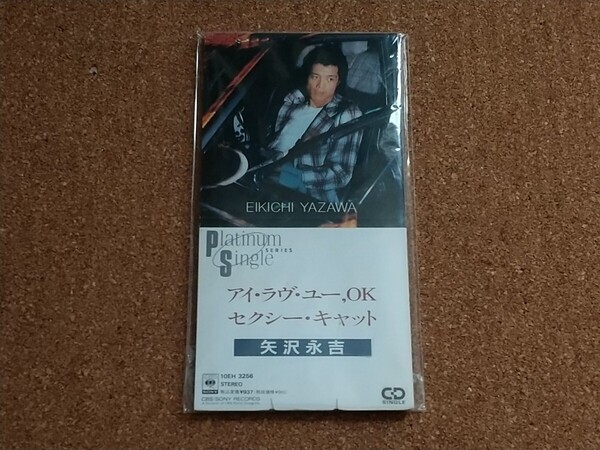 EIKICHI YAZAWA
Platinum
SERIES
Single
アイ・ラヴ・ユー,OK
セクシー・キャット
矢沢永吉
SONY
10EH 3256
STEREO
CBS/SONY RECORDS
CD
SINGLE